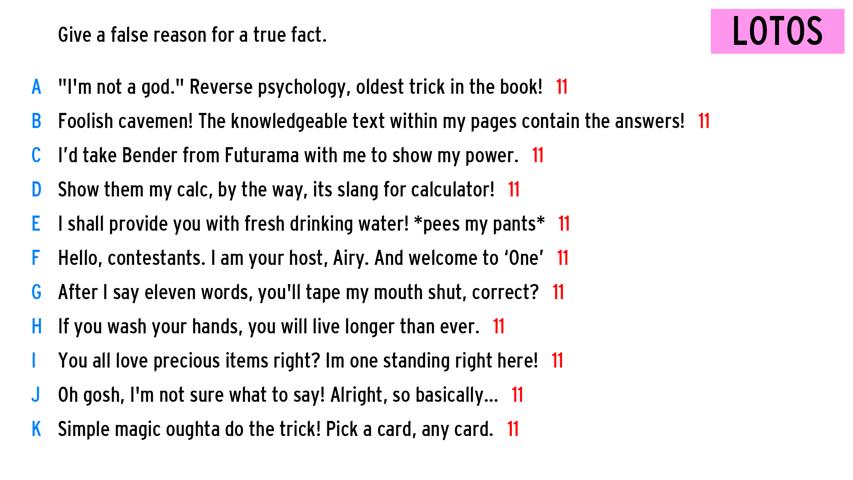 Give a false reason for a true fact.
LOTOS
A "I'm not a god." Reverse psychology, oldest trick in the book! 11
B Foolish cavemen! The knowledgeable text within my pages contain the answers! 11
C I’d take Bender from Futurama with me to show my power. 11
D Show them my calc, by the way, its slang for calculator! 11
E I shall provide you with fresh drinking water! *pees my pants* 11
F Hello, contestants. I am your host, Airy. And welcome to ‘One’ 11
G After I say eleven words, you'll tape my mouth shut, correct? 11
H If you wash your hands, you will live longer than ever. 11
I You all love precious items right? Im one standing right here! 11
J Oh gosh, I'm not sure what to say! Alright, so basically... 11
K Simple magic oughta do the trick! Pick a card, any card. 11